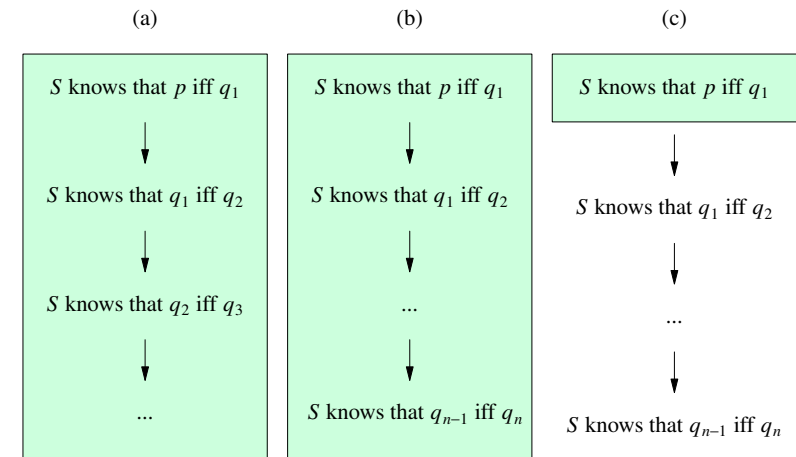 (a)
S knows that p iff q₁
S knows that q₁ iff q₂
S knows that q₂ iff q₃
...
(b)
S knows that p iff q₁
S knows that q₁ iff q₂
...
S knows that qₙ₋₁ iff qₙ
(c)
S knows that p iff q₁
S knows that q₁ iff q₂
...
S knows that qₙ₋₁ iff qₙ